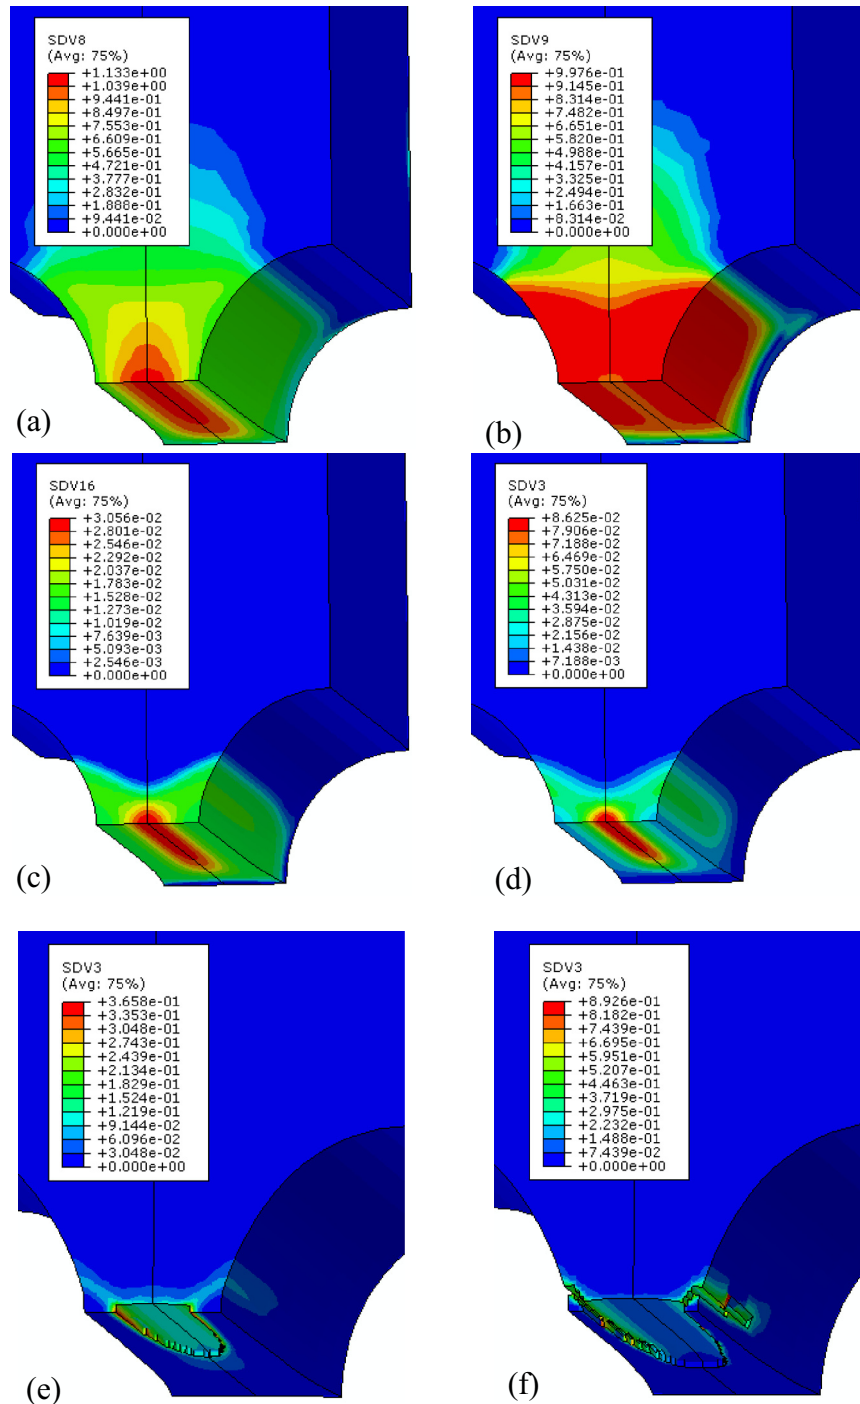 SDV8
(Avg: 75%)
+1.133e+00
+1.039e+00
+9.441e-01
+8.497e-01
+7.553e-01
+6.609e-01
+5.665e-01
+4.721e-01
+3.777e-01
+2.832e-01
+1.888e-01
+9.441e-02
+0.000e+00
(a)
SDV9
(Avg: 75%)
+9.976e-01
+9.145e-01
+8.314e-01
+7.482e-01
+6.651e-01
+5.820e-01
+4.988e-01
+4.157e-01
+3.325e-01
+2.494e-01
+1.663e-01
+8.314e-02
+0.000e+00
(b)
SDV16
(Avg: 75%)
+3.056e-02
+2.801e-02
+2.546e-02
+2.292e-02
+2.037e-02
+1.783e-02
+1.528e-02
+1.273e-02
+1.019e-02
+7.639e-03
+5.093e-03
+2.546e-03
+0.000e+00
(c)
SDV3
(Avg: 75%)
+8.625e-02
+7.906e-02
+7.188e-02
+6.469e-02
+5.750e-02
+5.031e-02
+4.313e-02
+3.594e-02
+2.875e-02
+2.156e-02
+1.438e-02
+7.188e-03
+0.000e+00
(d)
SDV3
(Avg: 75%)
+3.658e-01
+3.353e-01
+3.048e-01
+2.743e-01
+2.439e-01
+2.134e-01
+1.829e-01
+1.524e-01
+1.219e-01
+9.144e-02
+6.096e-02
+3.048e-02
+0.000e+00
(e)
SDV3
(Avg: 75%)
+8.926e-01
+8.182e-01
+7.439e-01
+6.695e-01
+5.951e-01
+5.207e-01
+4.463e-01
+3.719e-01
+2.975e-01
+2.232e-01
+1.488e-01
+7.439e-02
+0.000e+00
(f)